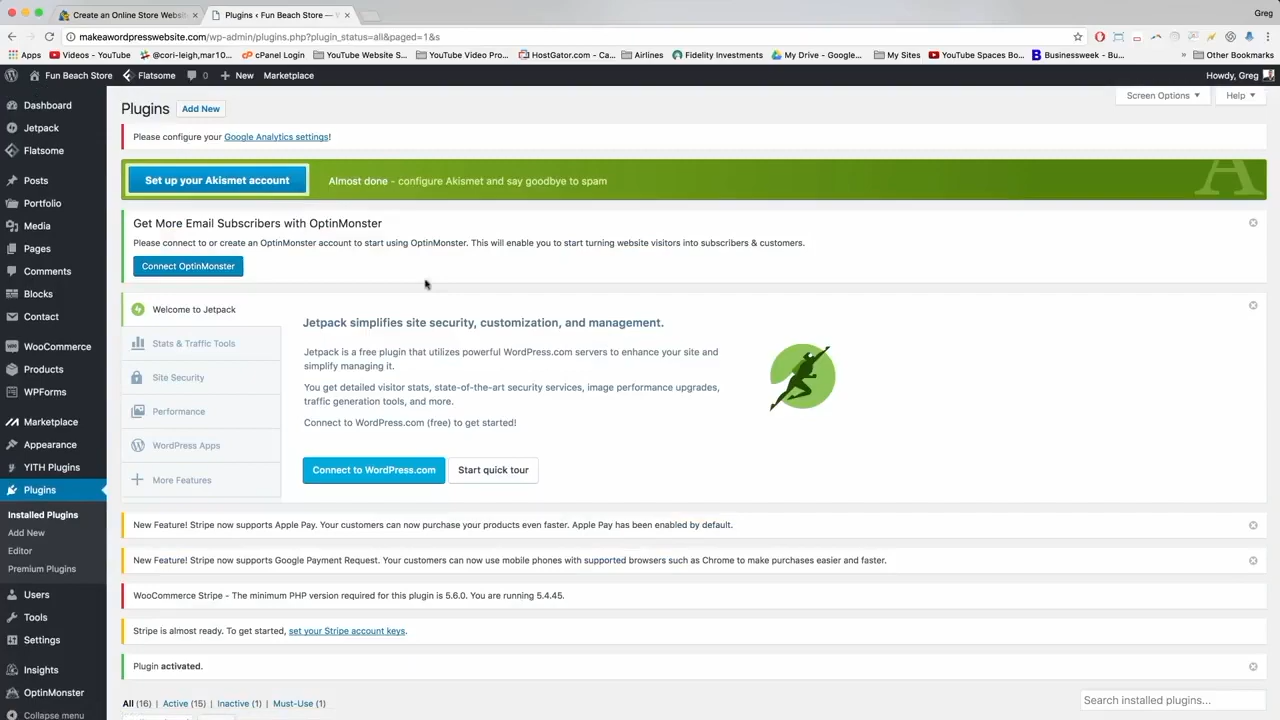 Create an Online Store Websit
Plugins ‹ Fun Beach Store — V
Greg
makeawordpresswebsite.com/wp-admin/plugins.php?plugin_status=all&paged=1&s
Apps
Videos - YouTube
@cori-leigh,mar10...
cPanel Login
YouTube Website S...
YouTube Video Pro...
HostGator.com - Ca...
Airlines
Fidelity Investments
My Drive - Google...
My Sites
YouTube Spaces Bo...
Businessweek - Bu...
»
Other Bookmarks
Fun Beach Store
Flatsome
0
New
Marketplace
Howdy, Greg
Dashboard
Jetpack
Flatsome
Posts
Portfolio
Media
Pages
Comments
Blocks
Contact
WooCommerce
Products
WPForms
Marketplace
Appearance
YITH Plugins
Plugins
Installed Plugins
Add New
Editor
Premium Plugins
Users
Tools
Settings
Insights
OptinMonster
Collapse menu
Screen Options
Help
Plugins
Add New
Please configure your Google Analytics settings!
Set up your Akismet account
Almost done - configure Akismet and say goodbye to spam
A
Get More Email Subscribers with OptinMonster
Please connect to or create an OptinMonster account to start using OptinMonster. This will enable you to start turning website visitors into subscribers & customers.
Connect OptinMonster
Welcome to Jetpack
Stats & Traffic Tools
Site Security
Performance
WordPress Apps
More Features
Jetpack simplifies site security, customization, and management.
Jetpack is a free plugin that utilizes powerful WordPress.com servers to enhance your site and
simplify managing it.
You get detailed visitor stats, state-of-the-art security services, image performance upgrades,
traffic generation tools, and more.
Connect to WordPress.com (free) to get started!
Connect to WordPress.com
Start quick tour
New Feature! Stripe now supports Apple Pay. Your customers can now purchase your products even faster. Apple Pay has been enabled by default.
New Feature! Stripe now supports Google Payment Request. Your customers can now use mobile phones with supported browsers such as Chrome to make purchases easier and faster.
WooCommerce Stripe - The minimum PHP version required for this plugin is 5.6.0. You are running 5.4.45.
Stripe is almost ready. To get started, set your Stripe account keys.
Plugin activated.
All (16) | Active (15) | Inactive (1) | Must-Use (1)
Search installed plugins...